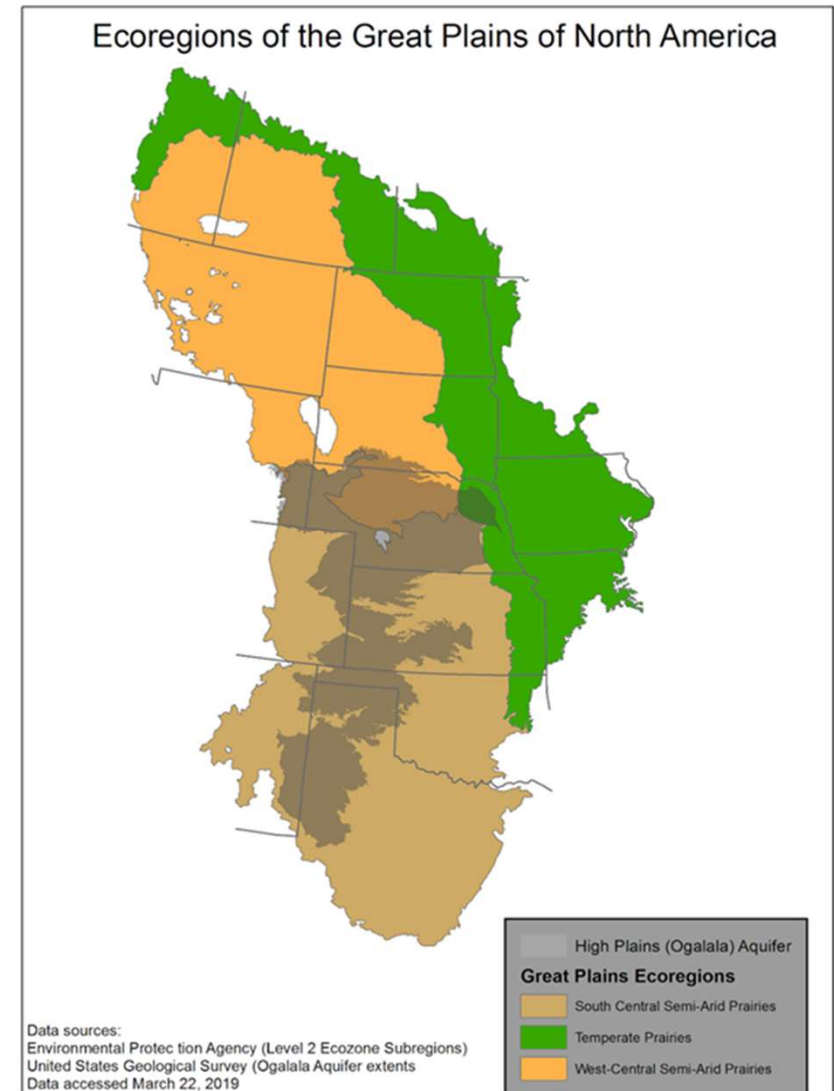 Ecoregions of the Great Plains of North America
High Plains (Ogalala) Aquifer
Great Plains Ecoregions
South Central Semi-Arid Prairies
Temperate Prairies
West-Central Semi-Arid Prairies
Data sources:
Environmental Protec tion Agency (Level 2 Ecozone Subregions)
United States Geological Survey (Ogalala Aquifer extents
Data accessed March 22, 2019